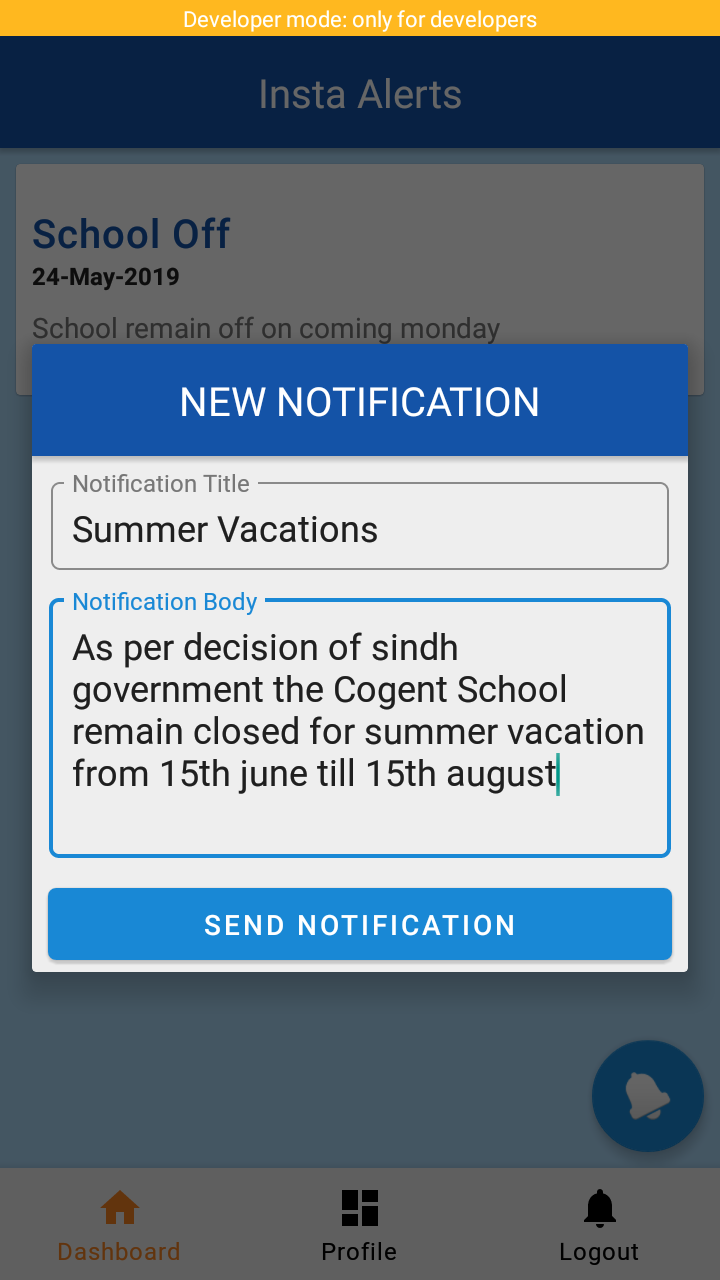 Developer mode: only for developers
Insta Alerts
School Off
24-May-2019
School remain off on coming monday
NEW NOTIFICATION
Notification Title
Summer Vacations
Notification Body
As per decision of sindh
government the Cogent School
remain closed for summer vacation
from 15th june till 15th august
SEND NOTIFICATION
Dashboard
Profile
Logout